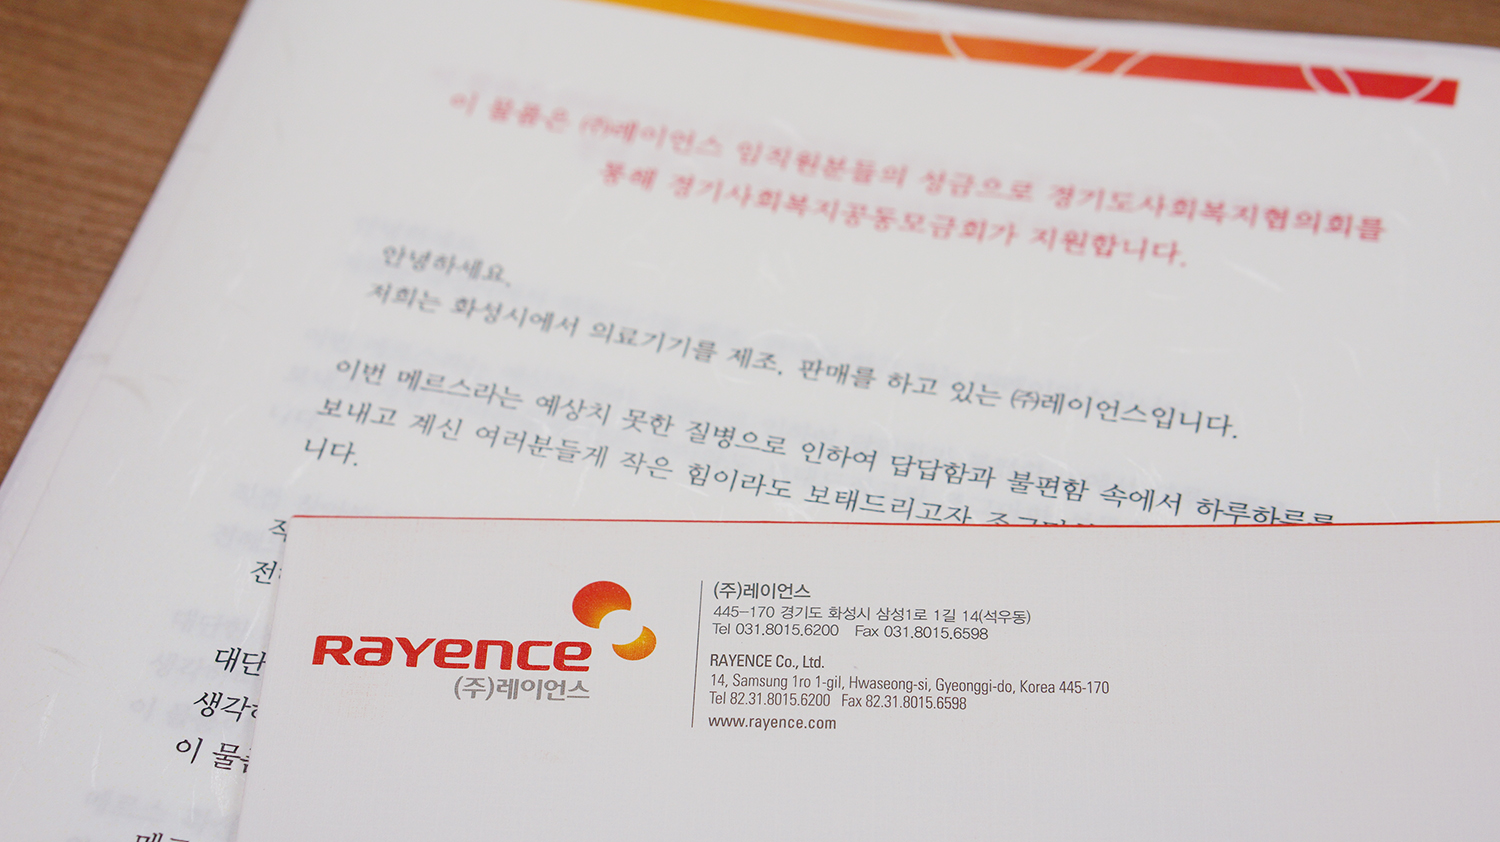 이 물품은 ㈜레이언스 임직원분들의 성금으로 경기도사회복지협의회를
통해 경기사회복지공동모금회가 지원합니다.
안녕하세요.
저희는 화성시에서 의료기기를 제조, 판매를 하고 있는 ㈜레이언스입니다.
이번 메르스라는 예상치 못한 질병으로 인하여 답답함과 불편함 속에서 하루하루를
보내고 계신 여러분들게 작은 힘이라도 보태드리고자
니다.
대단
생각
이 물품
RAYENCE
(주)레이언스
(주)레이언스
445-170 경기도 화성시 삼성1로 1길 14(석우동)
Tel 031.8015.6200 Fax 031.8015.6598
RAYENCE Co., Ltd.
14, Samsung 1ro 1-gil, Hwaseong-si, Gyeonggi-do, Korea 445-170
Tel 82.31.8015.6200 Fax 82.31.8015.6598
www.rayence.com